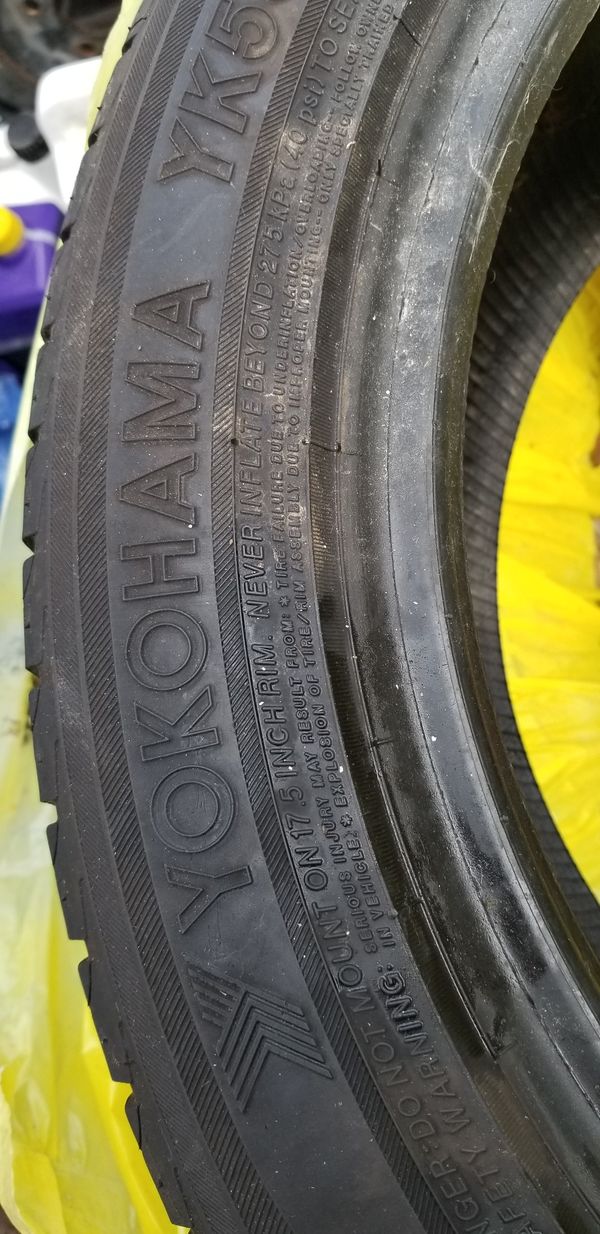 YOKOHAMA YK5
DO NOT MOUNT ON 17.5 INCH RIM. NEVER INFLATE BEYOND 275 KPa (40 psi) TO
SAFETY WARNING: SERIOUS INJURY MAY RESULT FROM: * TIRE FAILURE DUE TO UNDERINFLATION/OVERLOADING-- FOLLOW
IN VEHICLE. * EXPLOSION OF TIRE/RIM ASSEMBLY DUE TO IMPROPER MOUNTING-- ONLY SPECIALLY TRAINED